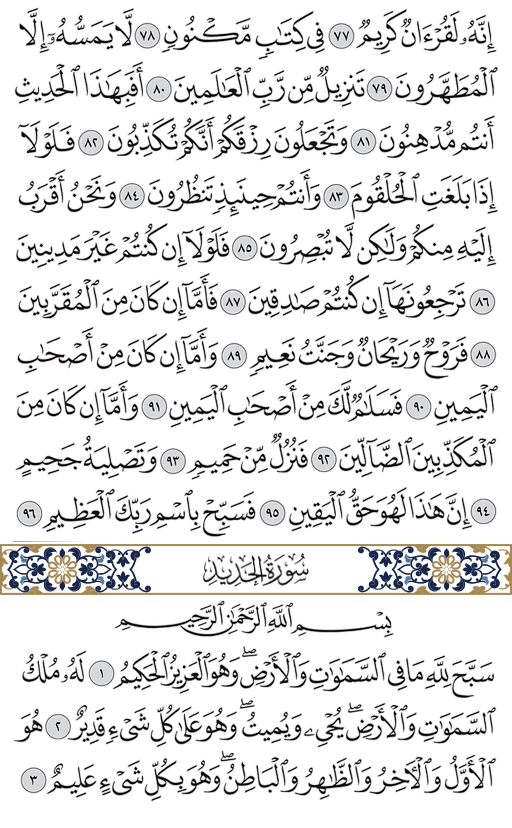 إِنَّهُۥ لَقُرْءَانٌ كَرِيمٌ ٧٧ فِى كِتَٰبٍ مَّكْنُونٍ ٧٨ لَّا يَمَسُّهُۥٓ إِلَّا
ٱلْمُطَهَّرُونَ ٧٩ تَنزِيلٌ مِّن رَّبِّ ٱلْعَٰلَمِينَ ٨٠ أَفَبِهَٰذَا ٱلْحَدِيثِ
أَنتُم مُّدْهِنُونَ ٨١ وَتَجْعَلُونَ رِزْقَكُمْ أَنَّكُمْ تُكَذِّبُونَ ٨٢ فَلَوْلَآ
إِذَا بَلَغَتِ ٱلْحُلْقُومَ ٨٣ وَأَنتُمْ حِينَئِذٍ تَنظُرُونَ ٨٤ وَنَحْنُ أَقْرَبُ
إِلَيْهِ مِنكُمْ وَلَٰكِن لَّا تُبْصِرُونَ ٨٥ فَلَوْلَآ إِن كُنتُمْ غَيْرَ مَدِينِينَ
٨٦ تَرْجِعُونَهَآ إِن كُنتُمْ صَٰدِقِينَ ٨٧ فَأَمَّآ إِن كَانَ مِنَ ٱلْمُقَرَّبِينَ
٨٨ فَرَوْحٌ وَرَيْحَانٌ وَجَنَّتُ نَعِيمٍ ٨٩ وَأَمَّآ إِن كَانَ مِنْ أَصْحَٰبِ
ٱلْيَمِينِ ٩٠ فَسَلَٰمٌ لَّكَ مِنْ أَصْحَٰبِ ٱلْيَمِينِ ٩١ وَأَمَّآ إِن كَانَ مِنَ
ٱلْمُكَذِّبِينَ ٱلضَّآلِّينَ ٩٢ فَنُزُلٌ مِّنْ حَمِيمٍ ٩٣ وَتَصْلِيَةُ جَحِيمٍ
٩٤ إِنَّ هَٰذَا لَهُوَ حَقُّ ٱلْيَقِينِ ٩٥ فَسَبِّحْ بِٱسْمِ رَبِّكَ ٱلْعَظِيمِ ٩٦
سُورَةُ الحَدِيدِ
بِسْمِ ٱللَّهِ ٱلرَّحْمَٰنِ ٱلرَّحِيمِ
سَبَّحَ لِلَّهِ مَا فِى ٱلسَّمَٰوَٰتِ وَٱلْأَرْضِ ۖ وَهُوَ ٱلْعَزِيزُ ٱلْحَكِيمُ ١ لَهُۥ مُلْكُ
ٱلسَّمَٰوَٰتِ وَٱلْأَرْضِ ۖ يُحْىِۦ وَيُمِيتُ ۖ وَهُوَ عَلَىٰ كُلِّ شَىْءٍ قَدِيرٌ ٢ هُوَ
ٱلْأَوَّلُ وَٱلْءَاخِرُ وَٱلظَّٰهِرُ وَٱلْبَاطِنُ ۖ وَهُوَ بِكُلِّ شَىْءٍ عَلِيمٌ ٣